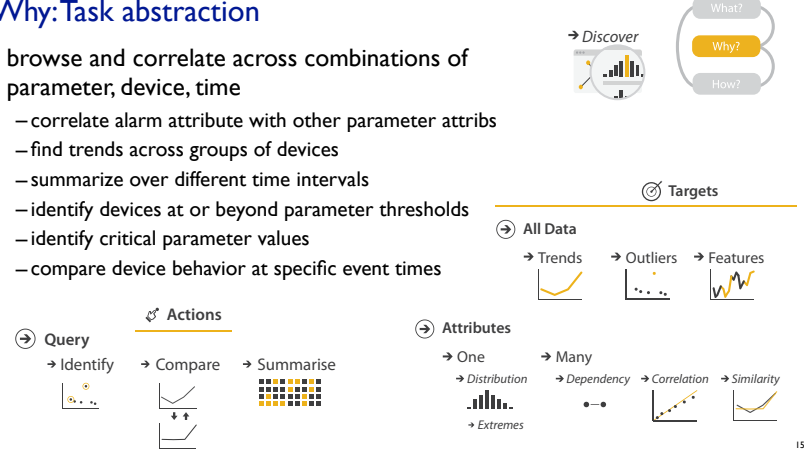 Why: Task abstraction
browse and correlate across combinations of
parameter, device, time
– correlate alarm attribute with other parameter attribs
– find trends across groups of devices
– summarize over different time intervals
– identify devices at or beyond parameter thresholds
– identify critical parameter values
– compare device behavior at specific event times
→ Discover
What?
Why?
How?
Targets
All Data
→ Trends → Outliers → Features
Attributes
→ One → Many
→ Distribution → Dependency → Correlation → Similarity
→ Extremes
Actions
Query
→ Identify → Compare → Summarise
15